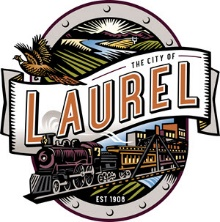 THE CITY OF
LAUREL
EST 1908